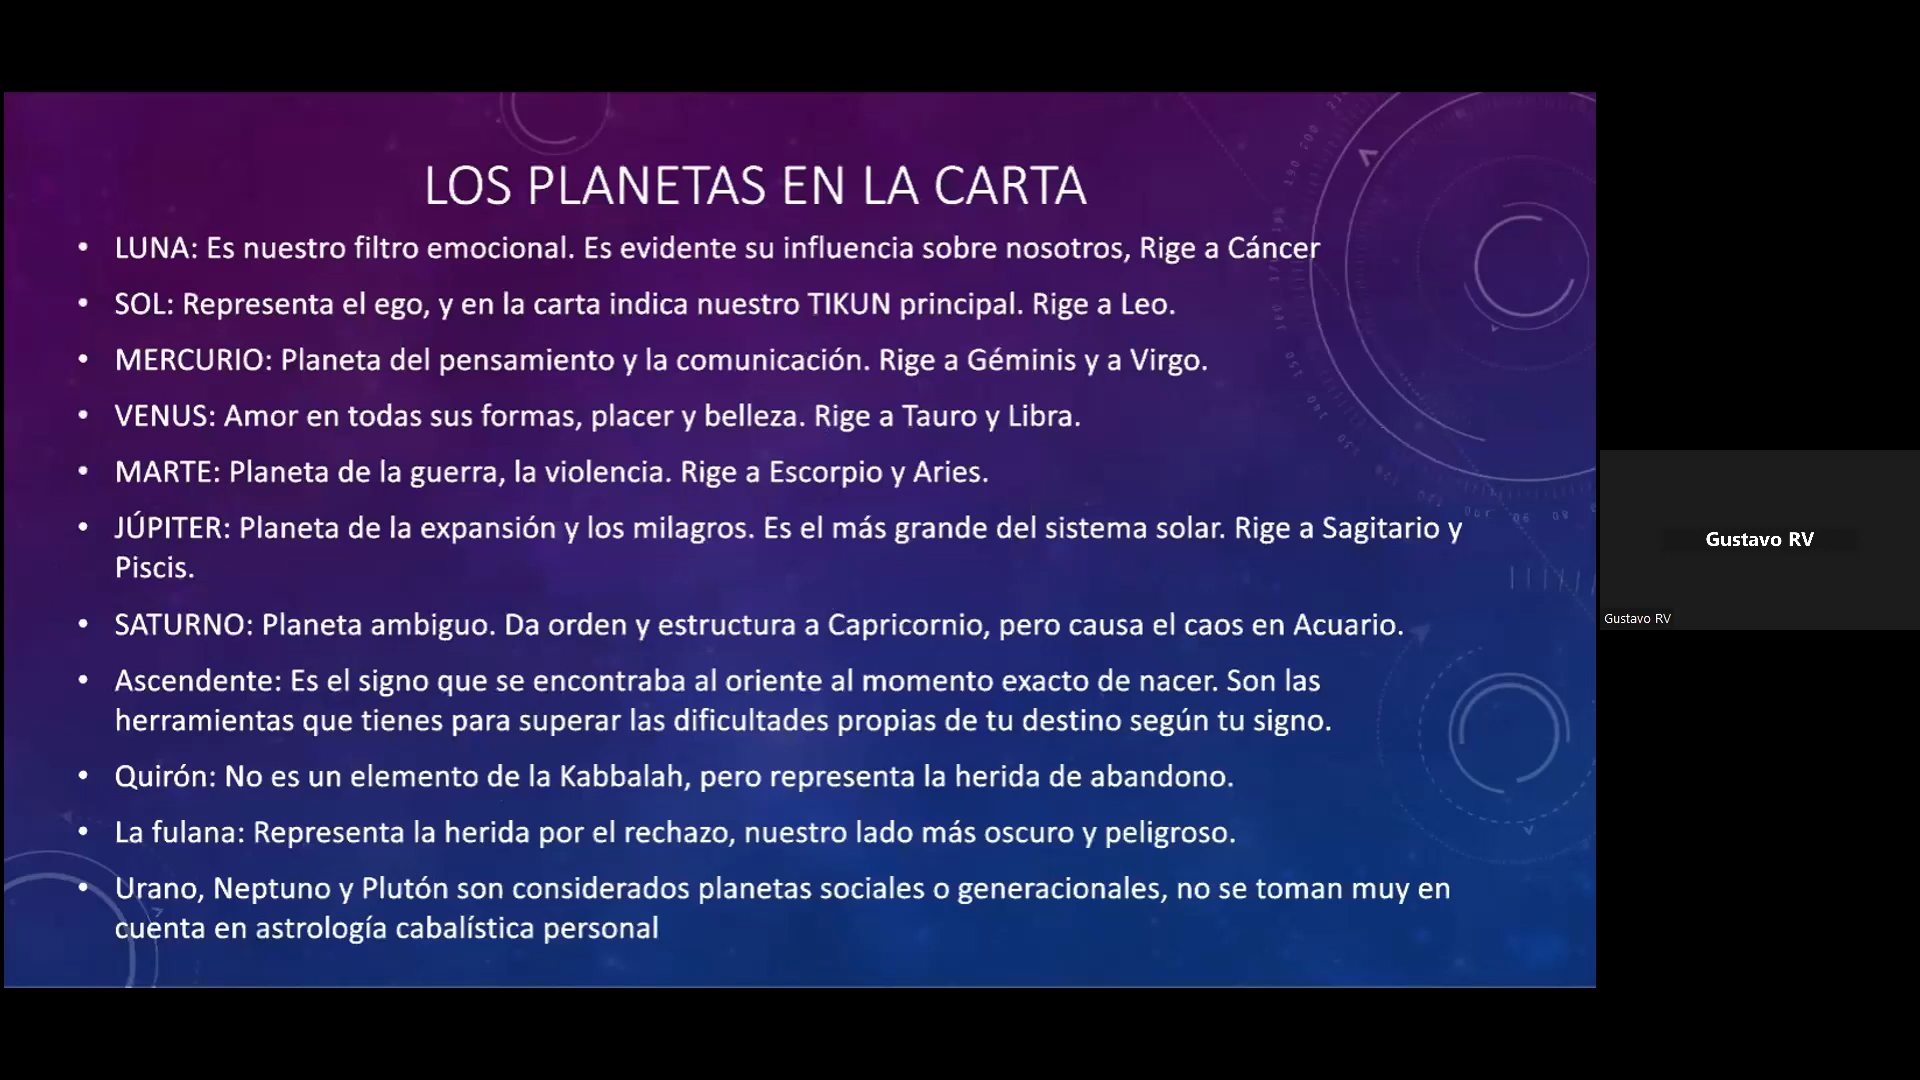 LOS PLANETAS EN LA CARTA
• LUNA: Es nuestro filtro emocional. Es evidente su influencia sobre nosotros, Rige a Cáncer
• SOL: Representa el ego, y en la carta indica nuestro TIKUN principal. Rige a Leo.
• MERCURIO: Planeta del pensamiento y la comunicación. Rige a Géminis y a Virgo.
• VENUS: Amor en todas sus formas, placer y belleza. Rige a Tauro y Libra.
• MARTE: Planeta de la guerra, la violencia. Rige a Escorpio y Aries.
• JÚPITER: Planeta de la expansión y los milagros. Es el más grande del sistema solar. Rige a Sagitario y
Piscis.
• SATURNO: Planeta ambiguo. Da orden y estructura a Capricornio, pero causa el caos en Acuario.
• Ascendente: Es el signo que se encontraba al oriente al momento exacto de nacer. Son las
herramientas que tienes para superar las dificultades propias de tu destino según tu signo.
• Quirón: No es un elemento de la Kabbalah, pero representa la herida de abandono.
• La fulana: Representa la herida por el rechazo, nuestro lado más oscuro y peligroso.
• Urano, Neptuno y Plutón son considerados planetas sociales o generacionales, no se toman muy en
cuenta en astrología cabalística personal
Gustavo RV
Gustavo RV